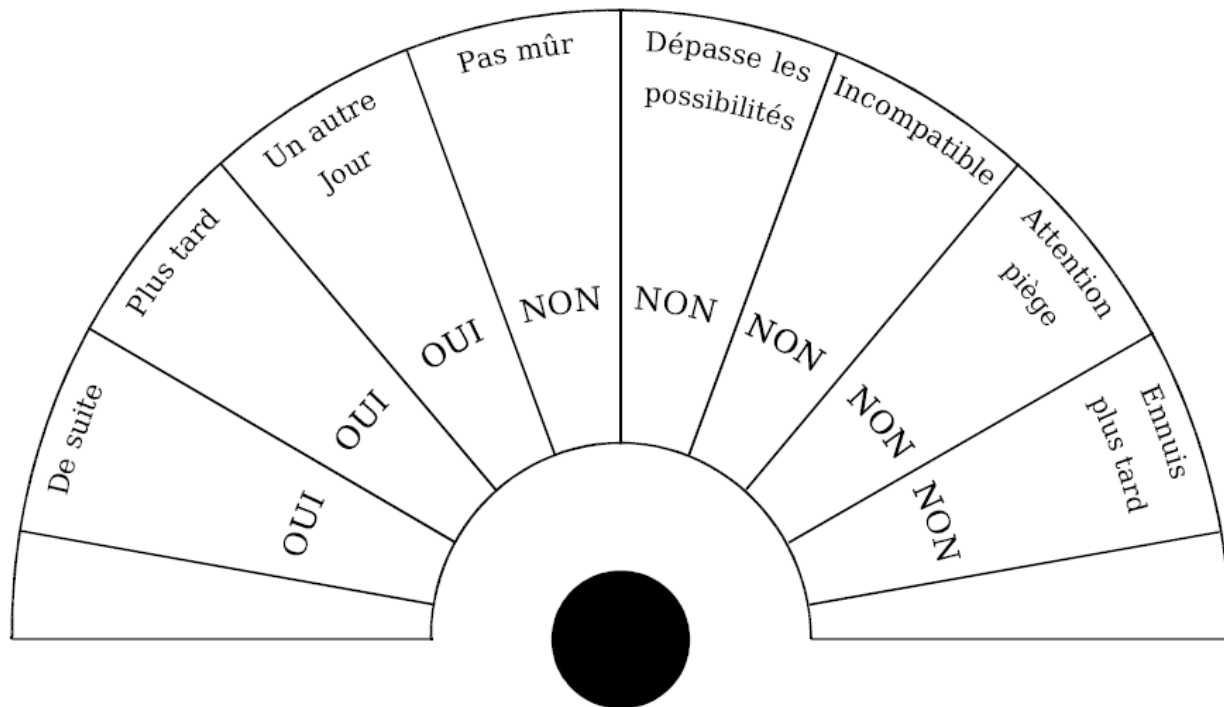 De suite
OUI
Plus tard
OUI
Un autre
Jour
OUI
Pas mûr
NON
Dépasse les
possibilités
NON
Incompatible
NON
Attention
piège
NON
Ennuis
plus tard
NON